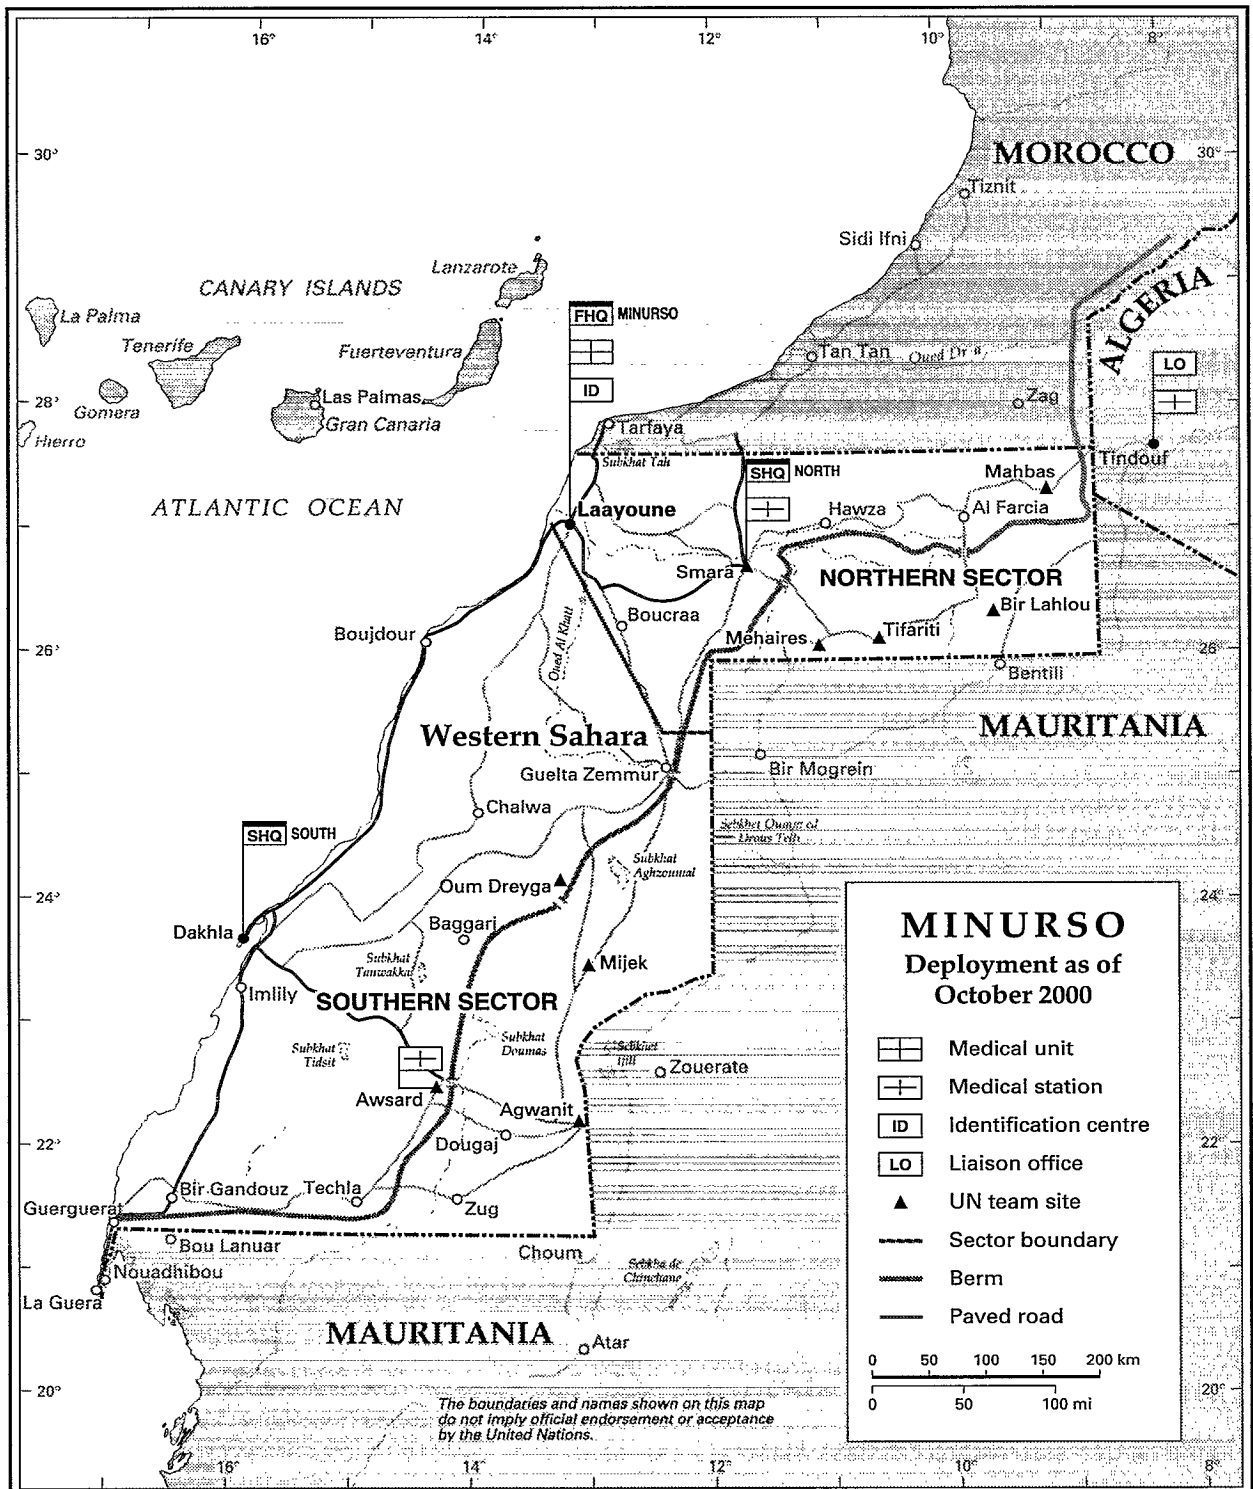 16°
14°
12°
10°
8°
30°
MOROCCO
30°
Tiznit
Sidi Ifni
Lanzarote
CANARY ISLANDS
ALGERIA
La Palma
FHQ MINURSO
Tenerife
Fuerteventura
Tan Tan
LO
ID
28°
Gomera
Las Palmas
Gran Canaria
Zag
Hierro
Tarfaya
Subkhat Tah
Tindouf
SHQ NORTH
Mahbas
ATLANTIC OCEAN
Laayoune
Hawza
Al Farcia
Smara
NORTHERN SECTOR
Bir Lahlou
Boucraa
Oued Al Khatt
Boujdour
Mehaires
Tifariti
26°
26°
Bentili
Western Sahara
MAURITANIA
Guelta Zemmur
Bir Mogrein
Chalwa
SHQ SOUTH
Subkhat
Aghzoumal
Oum Dreyga
24°
24°
Baggari
Dakhla
Subkhat
Tanwakka
Mijek
Imlily
SOUTHERN SECTOR
Subkhat
Tidsit
Subkhat
Doumas
Sebkhet
Ijill
Zouerate
Awsard
Agwanit
Dougaj
22°
22°
Bir Gandouz
Techla
Zug
Guerguerat
Bou Lanuar
Choum
Nouadhibou
La Guera
Sebkha de
Chinchane
MAURITANIA
Atar
20°
20°
MINURSO
Deployment as of
October 2000
Medical unit
Medical station
ID Identification centre
LO Liaison office
UN team site
Sector boundary
Berm
Paved road
0 50 100 150 200 km
0 50 100 mi
The boundaries and names shown on this map
do not imply official endorsement or acceptance
by the United Nations.
16°
14°
12°
10°
8°